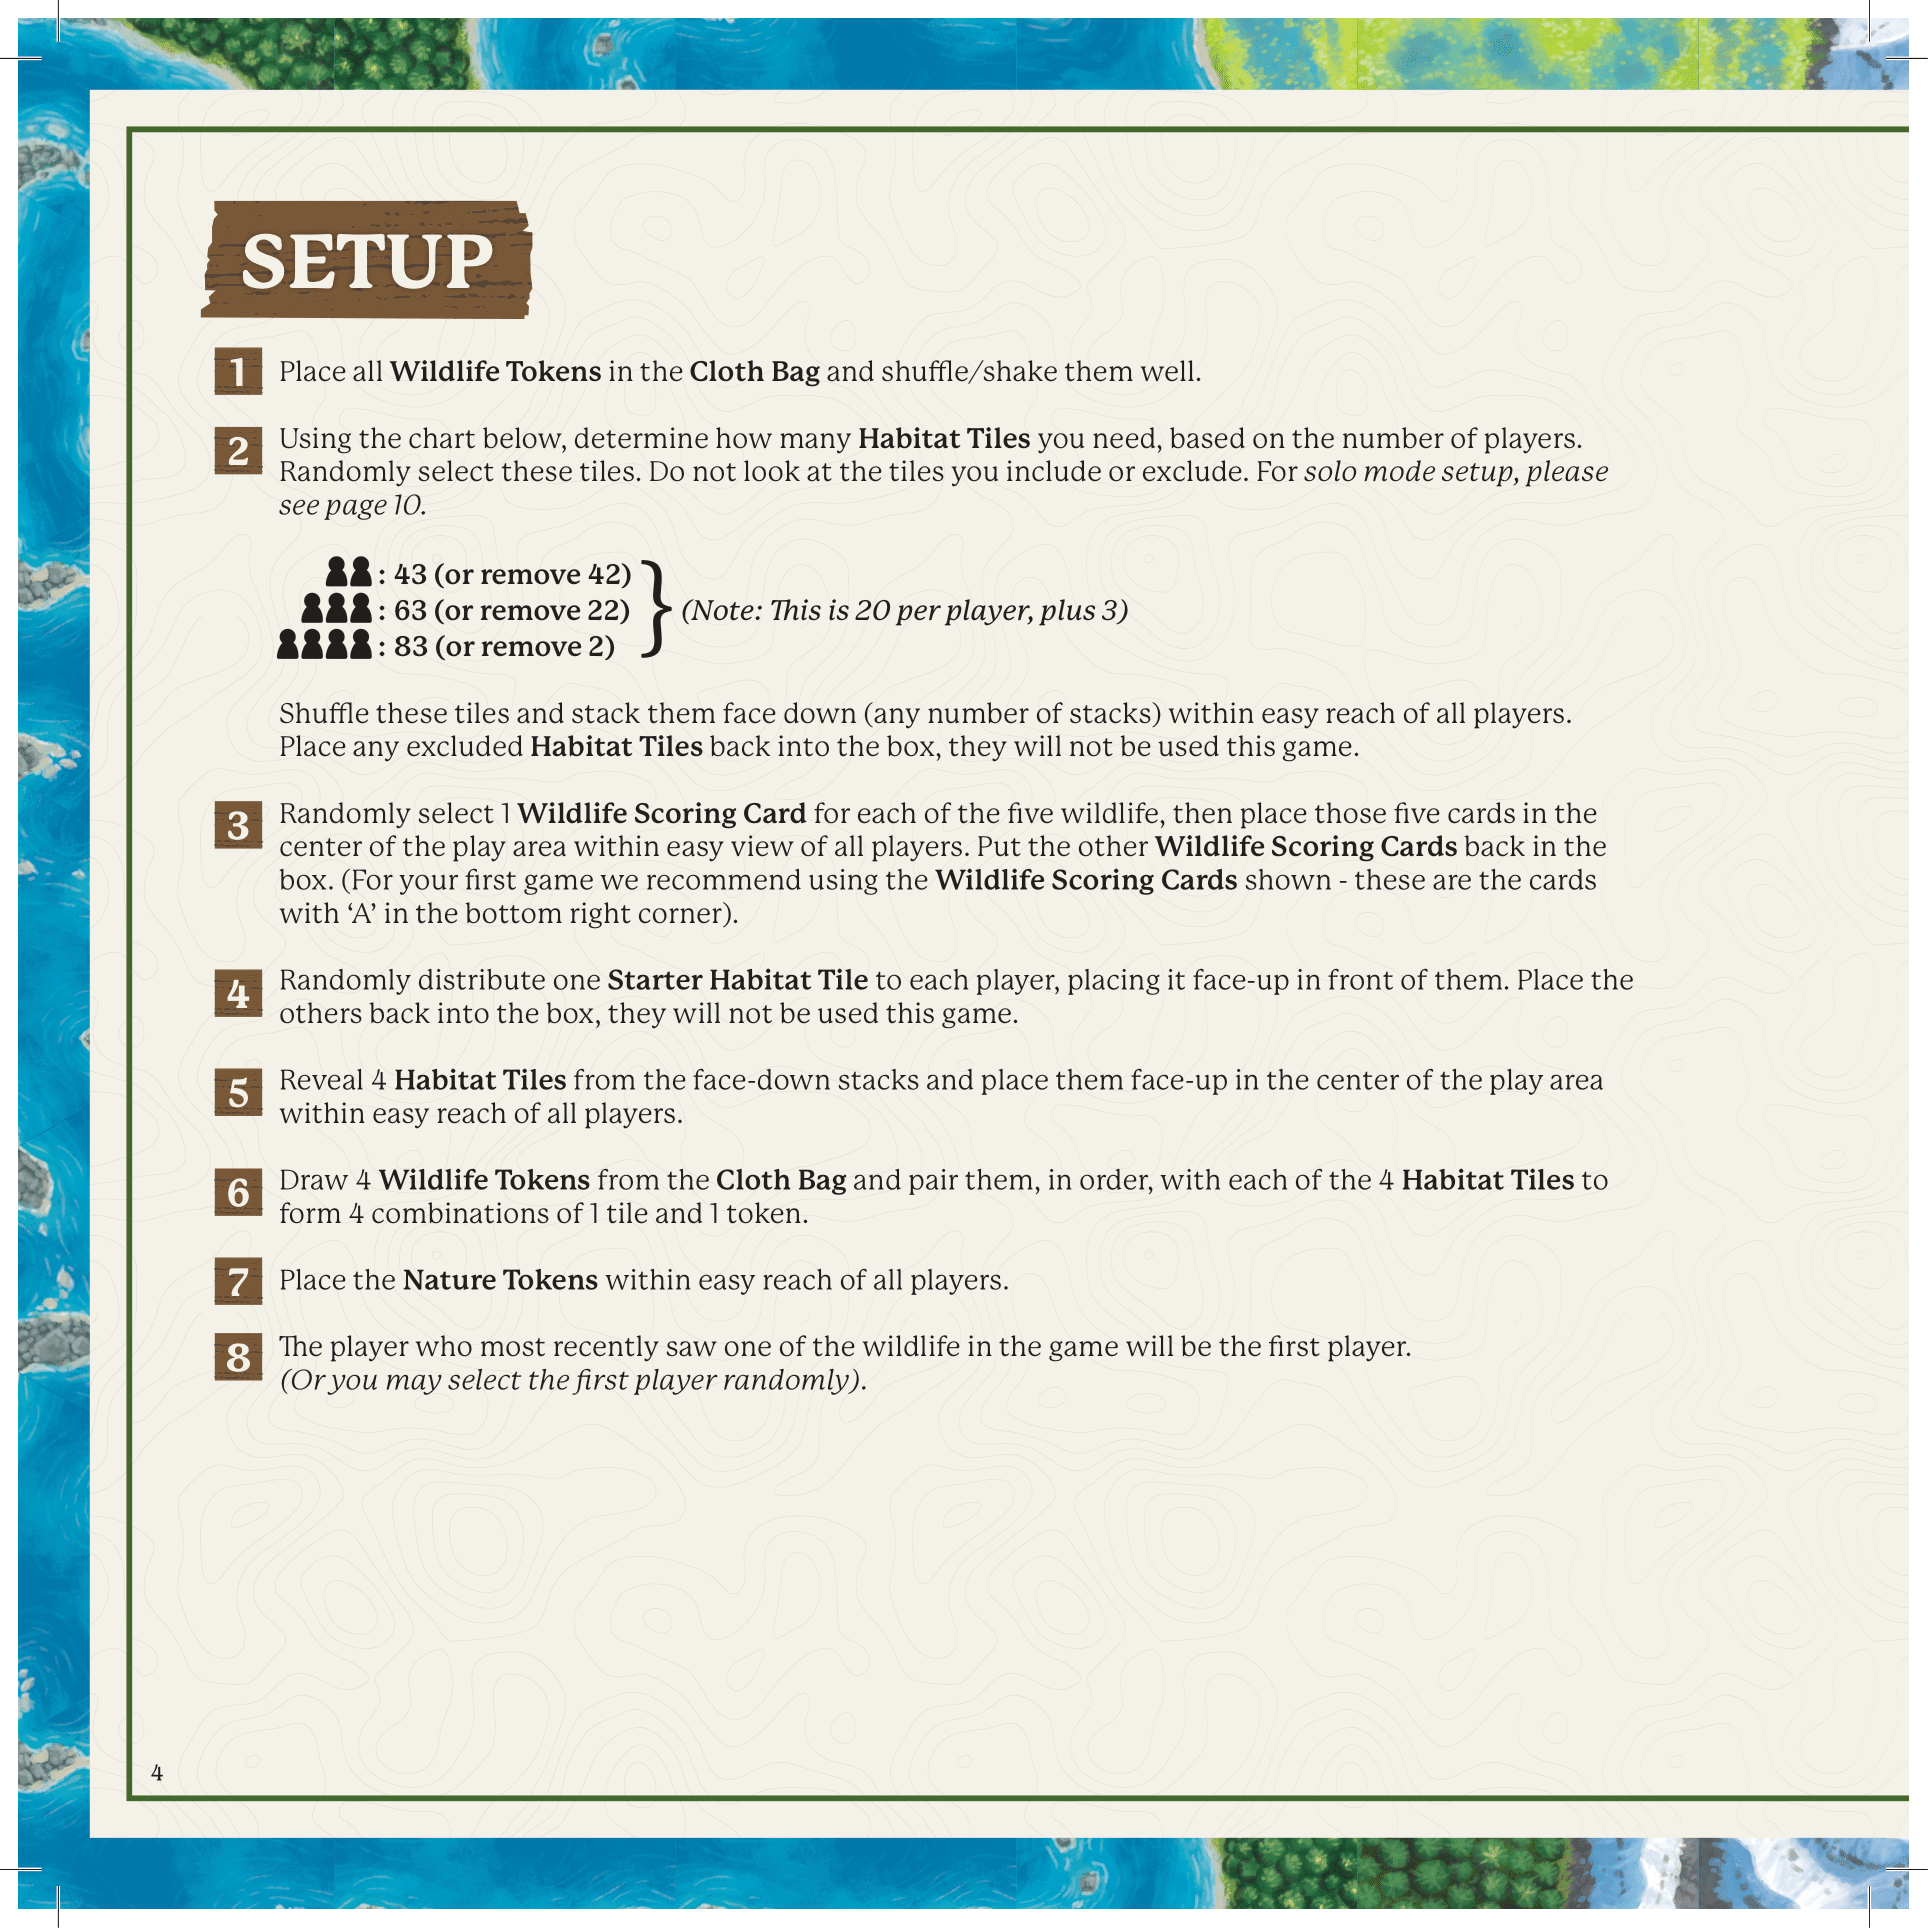 SETUP
1 Place all Wildlife Tokens in the Cloth Bag and shuffle/shake them well.
2 Using the chart below, determine how many Habitat Tiles you need, based on the number of players.
Randomly select these tiles. Do not look at the tiles you include or exclude. For solo mode setup, please
see page 10.
: 43 (or remove 42)
: 63 (or remove 22) } (Note: This is 20 per player, plus 3)
: 83 (or remove 2)
Shuffle these tiles and stack them face down (any number of stacks) within easy reach of all players.
Place any excluded Habitat Tiles back into the box, they will not be used this game.
3 Randomly select 1 Wildlife Scoring Card for each of the five wildlife, then place those five cards in the
center of the play area within easy view of all players. Put the other Wildlife Scoring Cards back in the
box. (For your first game we recommend using the Wildlife Scoring Cards shown - these are the cards
with ‘A’ in the bottom right corner).
4 Randomly distribute one Starter Habitat Tile to each player, placing it face-up in front of them. Place the
others back into the box, they will not be used this game.
5 Reveal 4 Habitat Tiles from the face-down stacks and place them face-up in the center of the play area
within easy reach of all players.
6 Draw 4 Wildlife Tokens from the Cloth Bag and pair them, in order, with each of the 4 Habitat Tiles to
form 4 combinations of 1 tile and 1 token.
7 Place the Nature Tokens within easy reach of all players.
8 The player who most recently saw one of the wildlife in the game will be the first player.
(Or you may select the first player randomly).
4